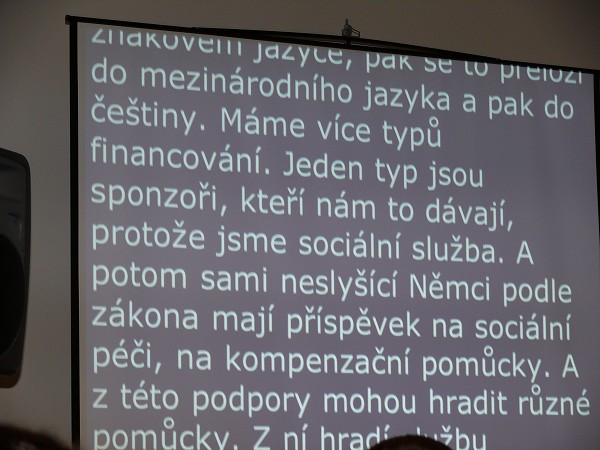 znakovém jazyce, pak se to přeloží
do mezinárodního jazyka a pak do
češtiny. Máme více typů
financování. Jeden typ jsou
sponzoři, kteří nám to dávají,
protože jsme sociální služba. A
potom sami neslyšící Němci podle
zákona mají příspěvek na sociální
péči, na kompenzační pomůcky. A
z této podpory mohou hradit různé
pomůcky. Z ní hradí službu